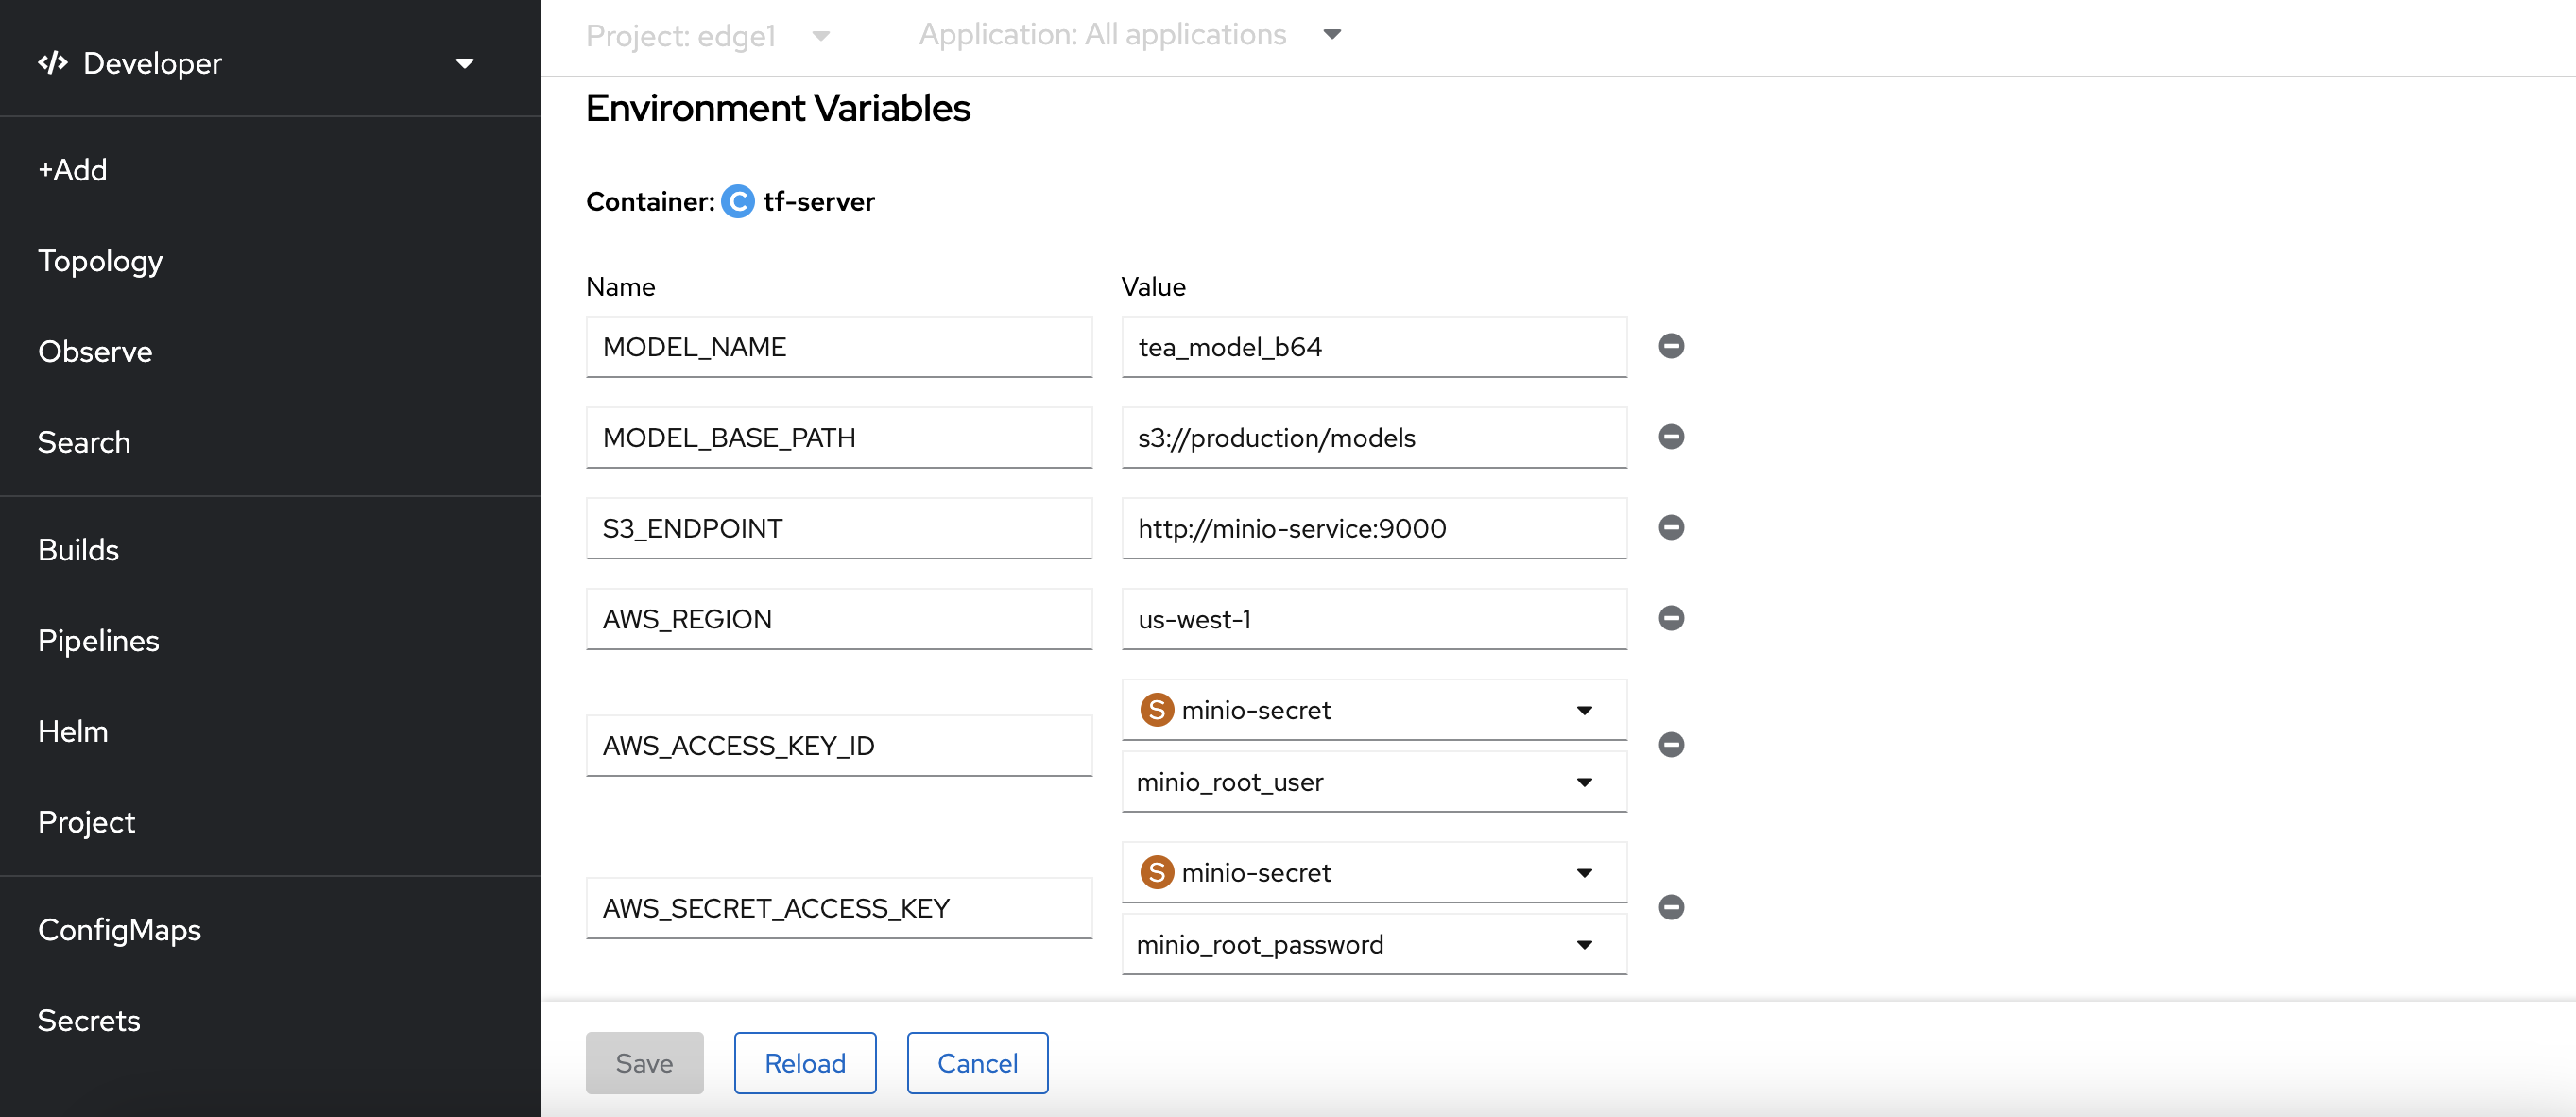 Developer
+Add
Topology
Observe
Search
Builds
Pipelines
Helm
Project
ConfigMaps
Secrets
Project: edge1 Application: All applications
Environment Variables
Container: C tf-server
Name Value
MODEL_NAME tea_model_b64
MODEL_BASE_PATH s3://production/models
S3_ENDPOINT http://minio-service:9000
AWS_REGION us-west-1
S minio-secret
AWS_ACCESS_KEY_ID
minio_root_user
S minio-secret
AWS_SECRET_ACCESS_KEY
minio_root_password
Save Reload Cancel